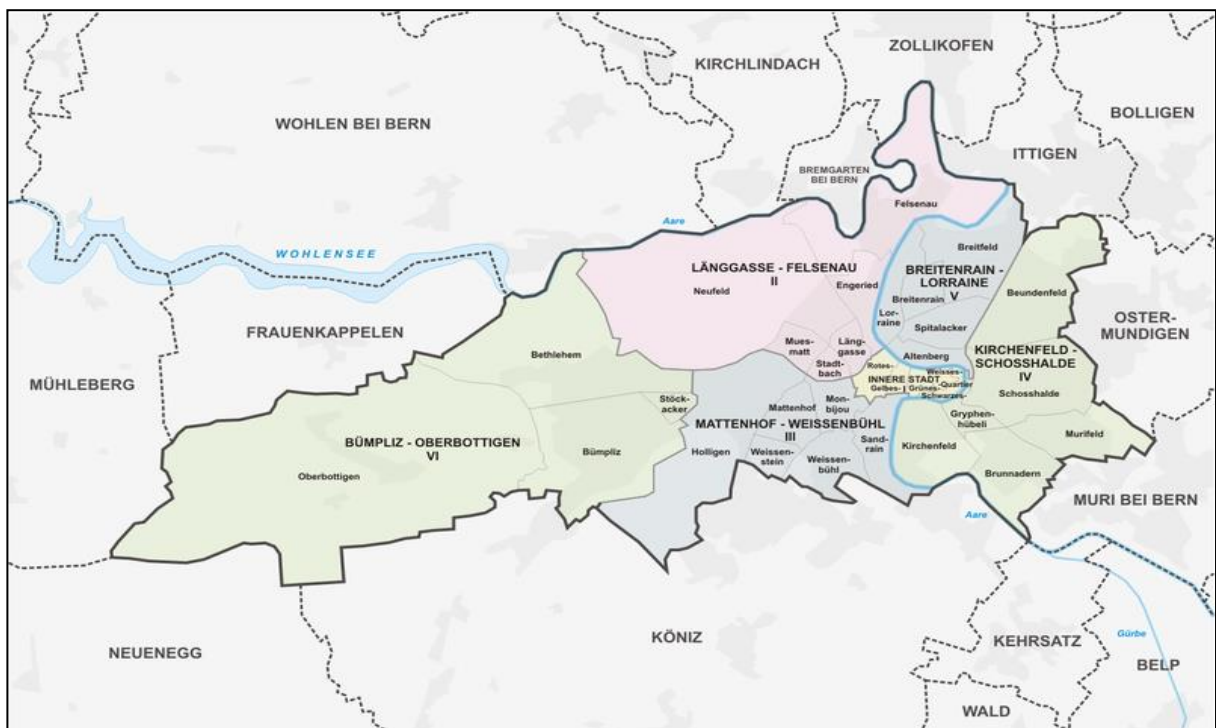 ZOLLIKOFEN
KIRCHLINDACH
BOLLIGEN
WOHLEN BEI BERN
ITTIGEN
BREMGARTEN
BEI BERN
Felsenau
Aare
Breitfeld
WOHLENSEE
LÄNGGASSE - FELSENAU
II
BREITENRAIN -
LORRAINE
V
Neufeld
Engeried
Beundenfeld
Breitenrain
Lor-
raine
OSTER-
MUNDIGEN
FRAUENKAPPELEN
Spitalacker
Mues-
matt
Läng-
gasse
KIRCHENFELD -
SCHOSSHALDE
IV
Bethlehem
Altenberg
Stadt-
bach
Rotes-
Weisses-
MÜHLEBERG
INNERE STADT
I
Quartier
Gelbes-
Grünes-
Schwarzes-
Schosshalde
Stöck-
acker
Mattenhof
Mon-
bijou
Gryphen-
hübeli
MATTENHOF - WEISSENBÜHL
III
Murifeld
BÜMPLIZ - OBERBOTTIGEN
VI
Bümpliz
Holligen
Weissen-
stein
Weissen-
bühl
Sand-
rain
Kirchenfeld
Brunnadern
Oberbottigen
MURI BEI BERN
Aare
KÖNIZ
KEHRSATZ
Gürbe
NEUENEGG
BELP
WALD